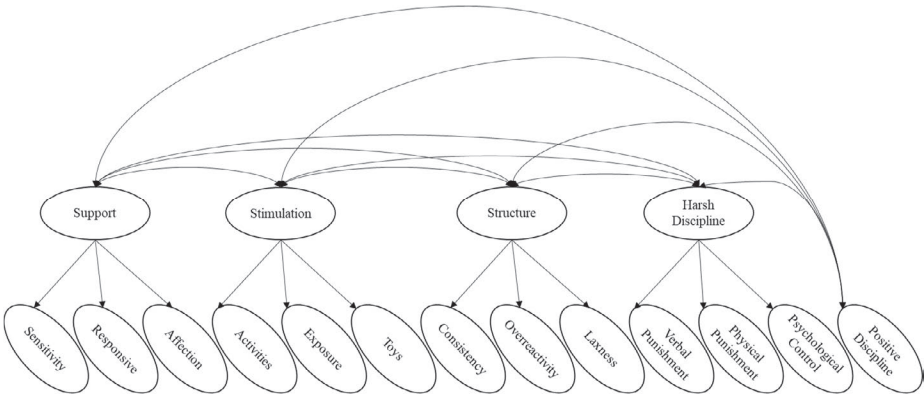 Support
Stimulation
Structure
Harsh
Discipline
Sensitivity
Responsive
Affection
Activities
Exposure
Toys
Consistency
Overreactivity
Laxness
Verbal
Punishment
Physical
Punishment
Psychological
Control
Positive
Discipline